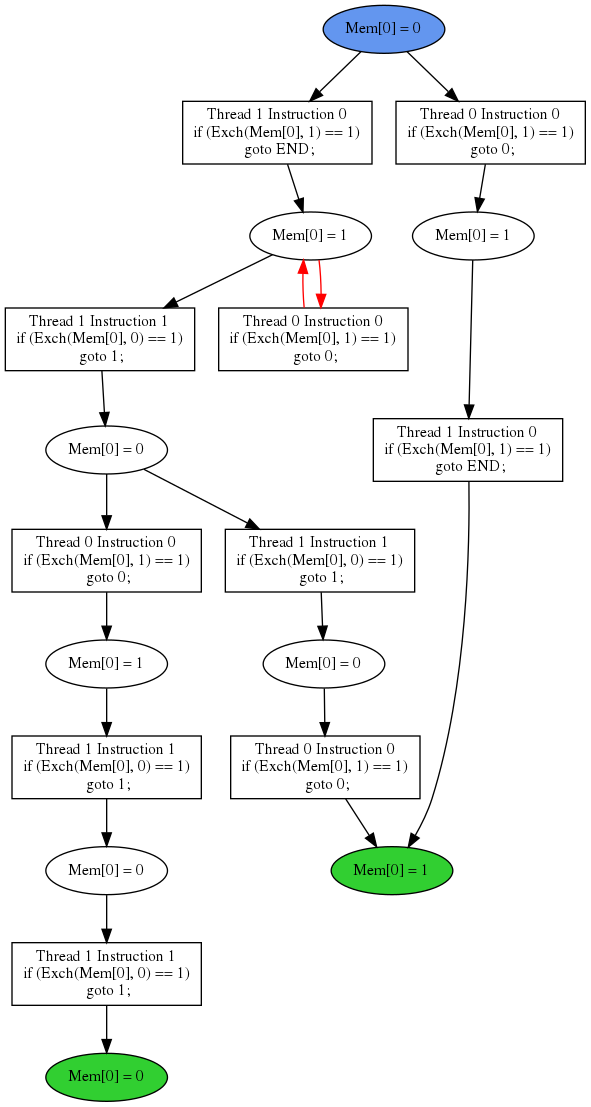 Mem[0] = 0
Thread 1 Instruction 0
if (Exch(Mem[0], 1) == 1)
goto END;
Thread 0 Instruction 0
if (Exch(Mem[0], 1) == 1)
goto 0;
Mem[0] = 1
Mem[0] = 1
Thread 1 Instruction 1
if (Exch(Mem[0], 0) == 1)
goto 1;
Thread 0 Instruction 0
if (Exch(Mem[0], 1) == 1)
goto 0;
Mem[0] = 0
Thread 1 Instruction 0
if (Exch(Mem[0], 1) == 1)
goto END;
Thread 0 Instruction 0
if (Exch(Mem[0], 1) == 1)
goto 0;
Thread 1 Instruction 1
if (Exch(Mem[0], 0) == 1)
goto 1;
Mem[0] = 1
Mem[0] = 0
Thread 1 Instruction 1
if (Exch(Mem[0], 0) == 1)
goto 1;
Thread 0 Instruction 0
if (Exch(Mem[0], 1) == 1)
goto 0;
Mem[0] = 0
Mem[0] = 1
Thread 1 Instruction 1
if (Exch(Mem[0], 0) == 1)
goto 1;
Mem[0] = 0